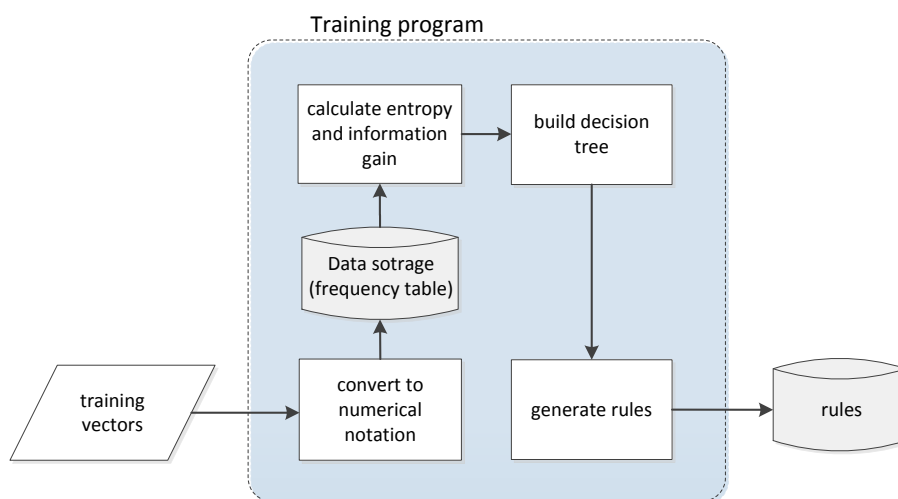 Training program
calculate entropy
and information
gain
build decision
tree
Data sotrage
(frequency table)
training
vectors
convert to
numerical
notation
generate rules
rules